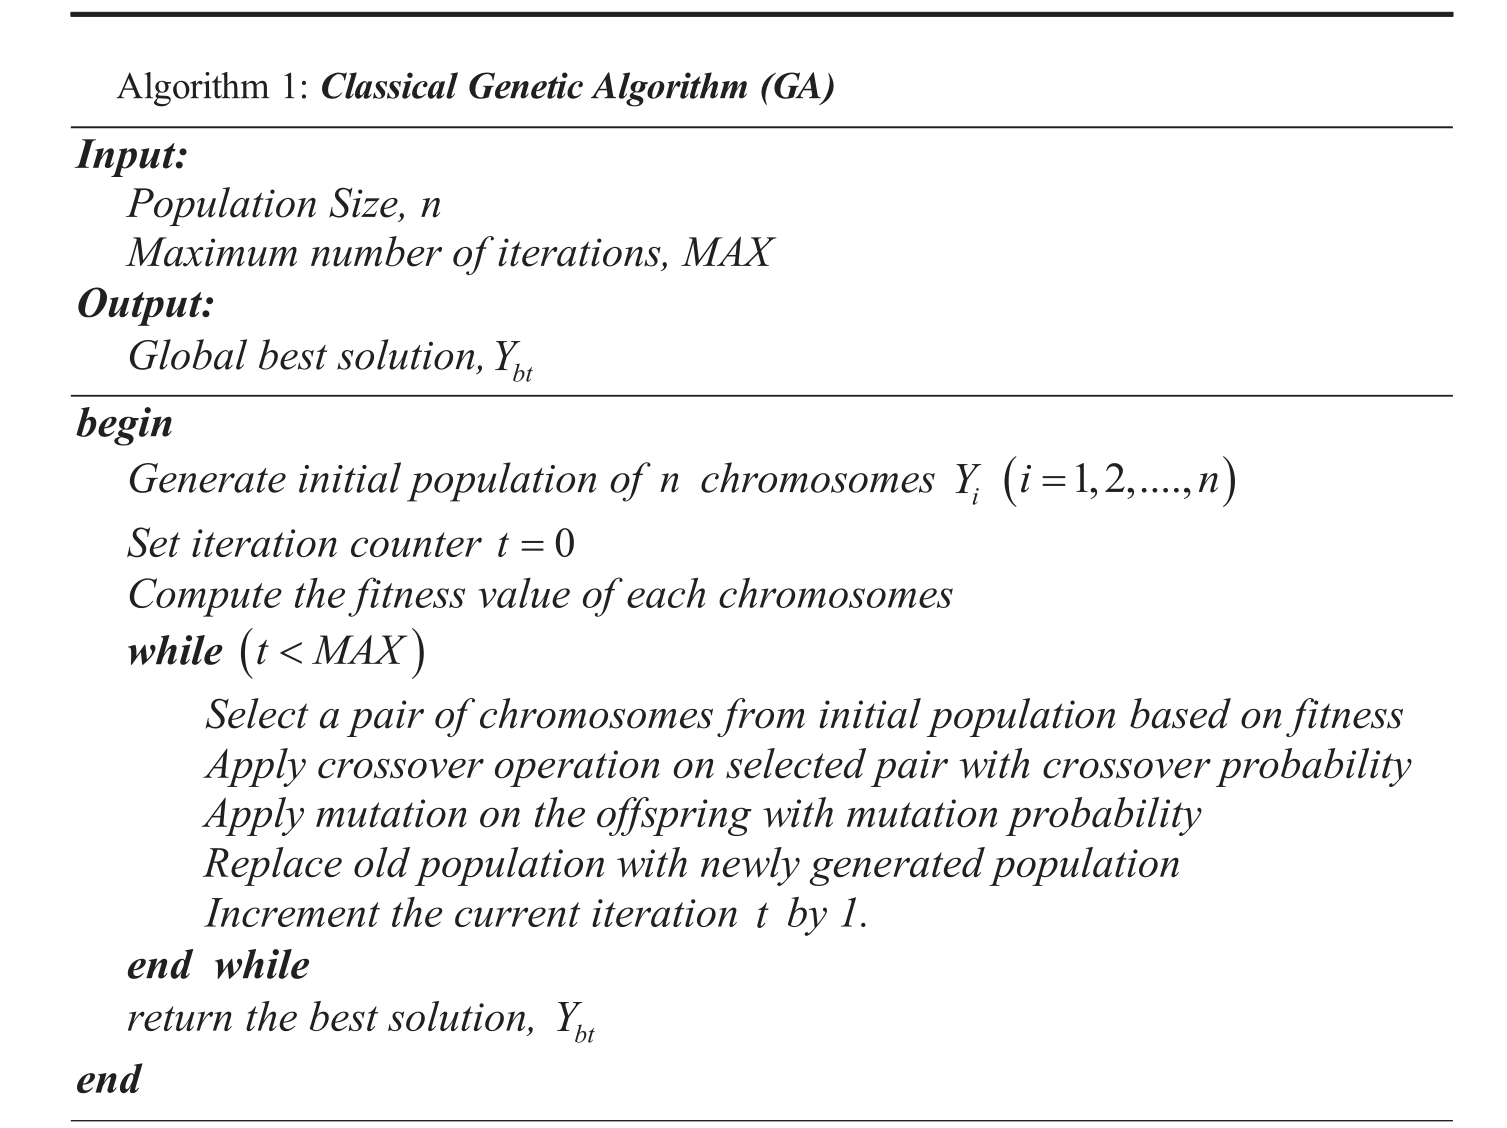 Algorithm 1: Classical Genetic Algorithm (GA)
Input:
Population Size, n
Maximum number of iterations, MAX
Output:
Global best solution, Y_bt
begin
Generate initial population of n chromosomes Y_i (i = 1, 2, ...., n)
Set iteration counter t = 0
Compute the fitness value of each chromosomes
while (t < MAX)
Select a pair of chromosomes from initial population based on fitness
Apply crossover operation on selected pair with crossover probability
Apply mutation on the offspring with mutation probability
Replace old population with newly generated population
Increment the current iteration t by 1.
end while
return the best solution, Y_bt
end